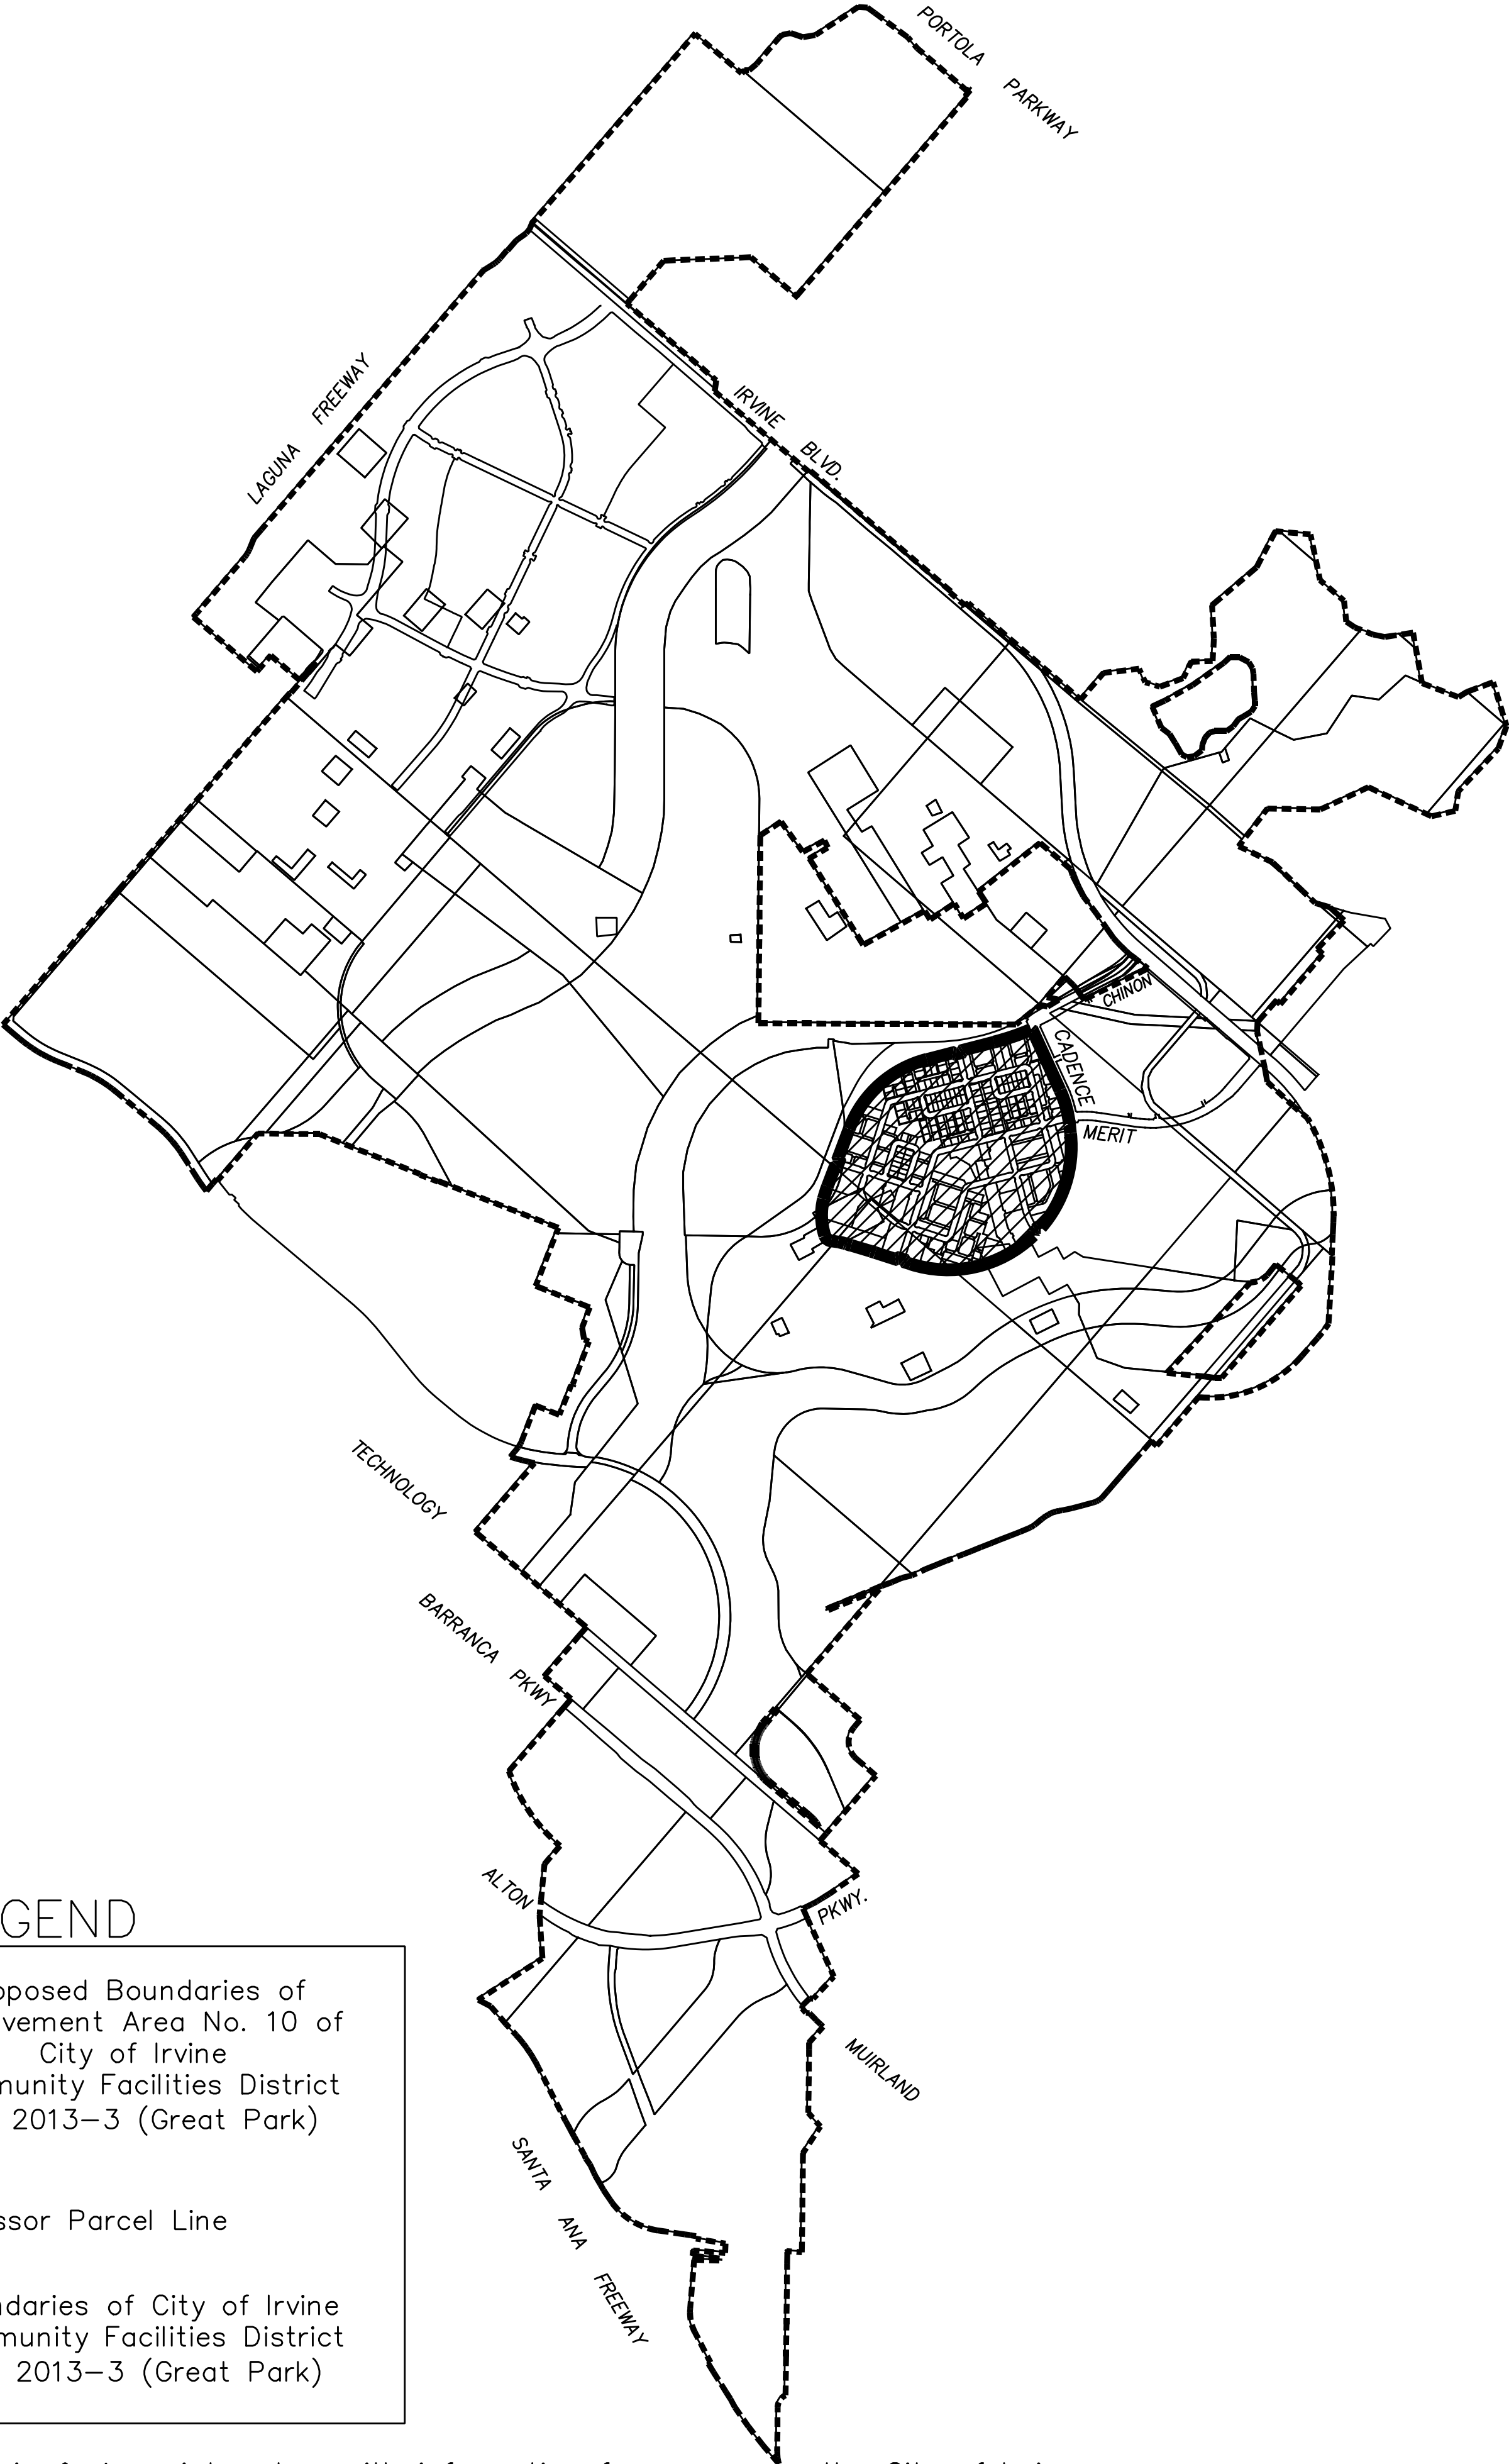 PORTOLA
PARKWAY
LAGUNA FREEWAY
IRVINE
BLVD.
CHINON
CADENCE
MERIT
TECHNOLOGY
BARRANCA
PKWY
ALTON
PKWY.
MUIRLAND
SANTA
ANA
FREEWAY
GEND
posed Boundaries of
vement Area No. 10 of
City of Irvine
munity Facilities District
2013-3 (Great Park)
ssor Parcel Line
ndaries of City of Irvine
munity Facilities District
2013-3 (Great Park)